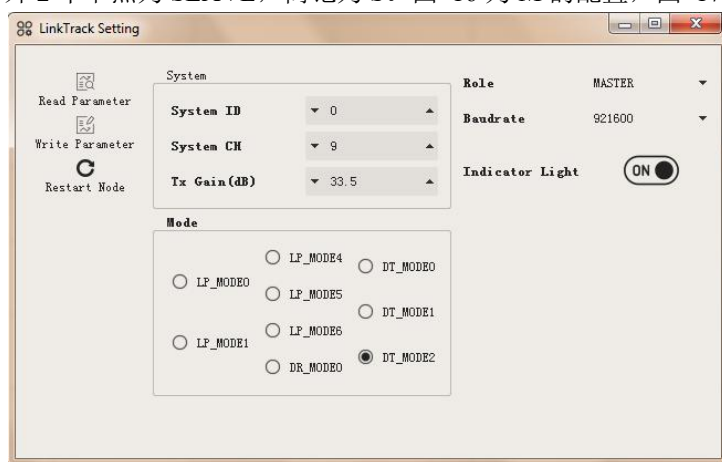 LinkTrack Setting
Read Parameter
Write Parameter
Restart Node
System
System ID 0
System CH 9
Tx Gain(dB) 33.5
Role MASTER
Baudrate 921600
Indicator Light ON
Mode
LP_MODE0
LP_MODE1
LP_MODE4
LP_MODE5
LP_MODE6
DR_MODE0
DT_MODE0
DT_MODE1
DT_MODE2